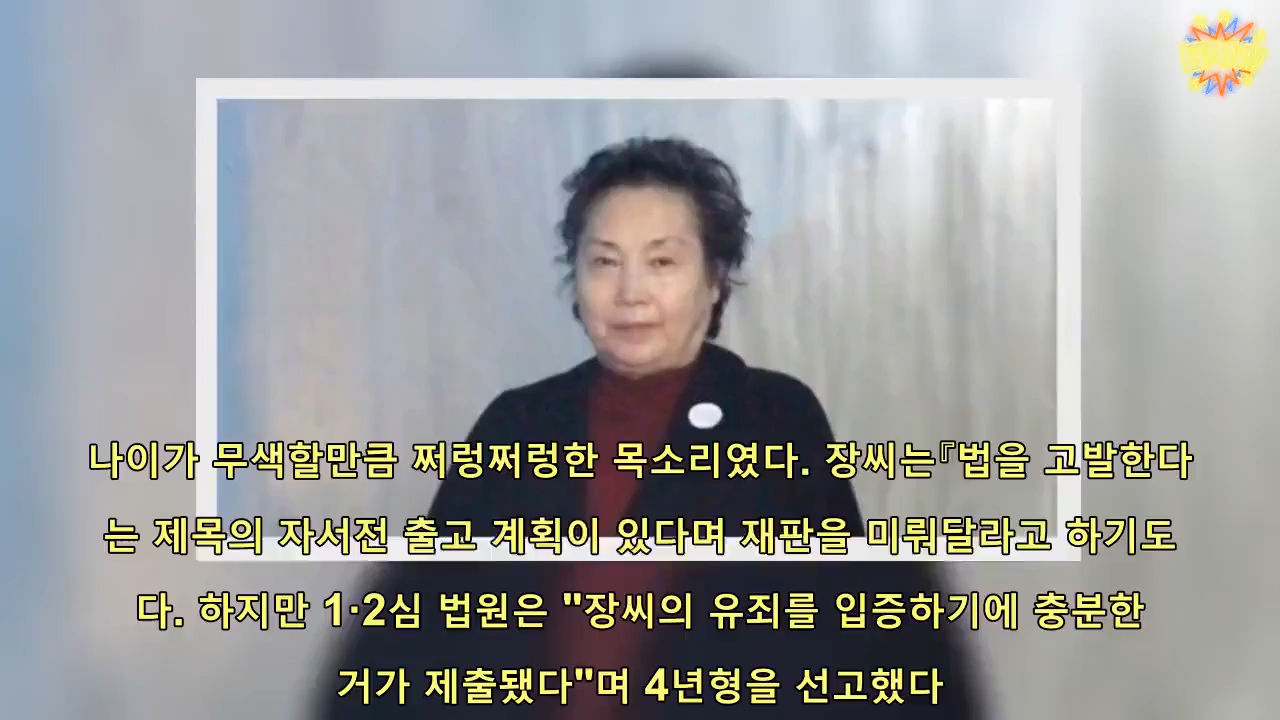 나이가 무색할만큼 쩌렁쩌렁한 목소리였다. 장씨는『법을 고발한다
는 제목의 자서전 출고 계획이 있다며 재판을 미뤄달라고 하기도
다. 하지만 1·2심 법원은 "장씨의 유죄를 입증하기에 충분한
거가 제출됐다"며 4년형을 선고했다